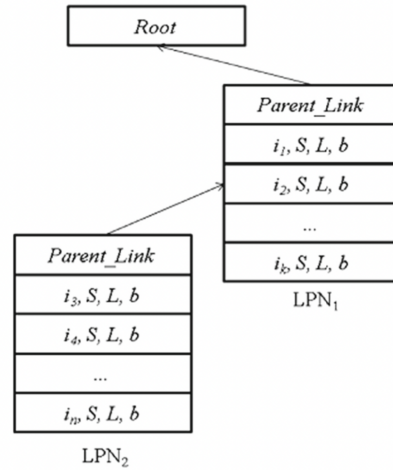 Root
Parent_Link
i₁, S, L, b
i₂, S, L, b
...
iₖ, S, L, b
LPN₁
Parent_Link
i₃, S, L, b
i₄, S, L, b
...
iₙ, S, L, b
LPN₂